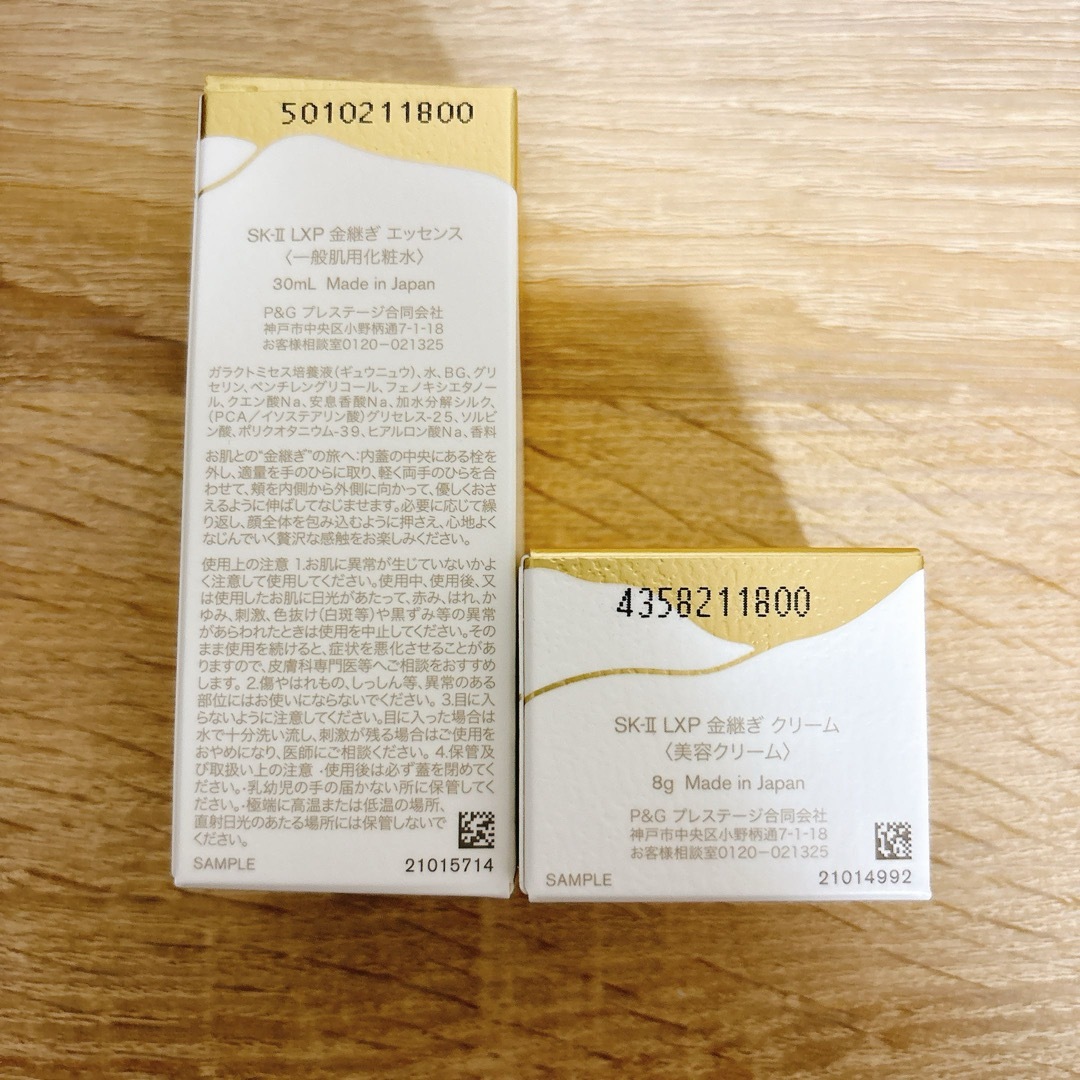 5010211800
SK-II LXP 金継ぎ エッセンス
〈一般肌用化粧水〉
30mL Made in Japan
P&G プレステージ合同会社
神戸市中央区小野柄通7-1-18
お客様相談室0120-021325
ガラクトミセス培養液(ギュウニュウ)、水、BG、グリ
セリン、ペンチレングリコール、フェノキシエタノー
ル、クエン酸Na、安息香酸Na、加水分解シルク、
(PCA/イソステアリン酸)グリセレス-25、ソルビ
ン酸、ポリクオタニウム-39、ヒアルロン酸Na、香料
お肌との“金継ぎ”の旅へ:内蓋の中央にある栓を
外し、適量を手のひらに取り、軽く両手のひらを合
わせて、頬を内側から外側に向かって、優しくおさ
えるように伸ばしてなじませます。必要に応じて繰
り返し、顔全体を包み込むように押さえ、心地よく
なじんでいく贅沢な感触をお楽しみください。
使用上の注意 1.お肌に異常が生じていないかよ
く注意して使用してください。使用中、使用後、又
は使用したお肌に日光があたって、赤み、はれ、か
ゆみ、刺激、色抜け(白斑等)や黒ずみ等の異常
があらわれたときは使用を中止してください。その
まま使用を続けると、症状を悪化させることがあ
りますので、皮膚科専門医等へご相談をおすすめ
します。 2.傷やはれもの、しっしん等、異常のある
部位にはお使いにならないでください。 3.目に入
らないように注意してください。目に入った場合は
水で十分洗い流し、刺激が残る場合はご使用を
おやめになり、医師にご相談ください。 4.保管及
び取扱い上の注意 ・使用後は必ず蓋を閉めてく
ださい。・乳幼児の手の届かない所に保管してく
ださい。・極端に高温または低温の場所、
直射日光のあたる場所には保管しないで
ください。
SAMPLE
21015714
4358211800
SK-II LXP 金継ぎ クリーム
〈美容クリーム〉
8g Made in Japan
P&G プレステージ合同会社
神戸市中央区小野柄通7-1-18
お客様相談室0120-021325
SAMPLE
21014992